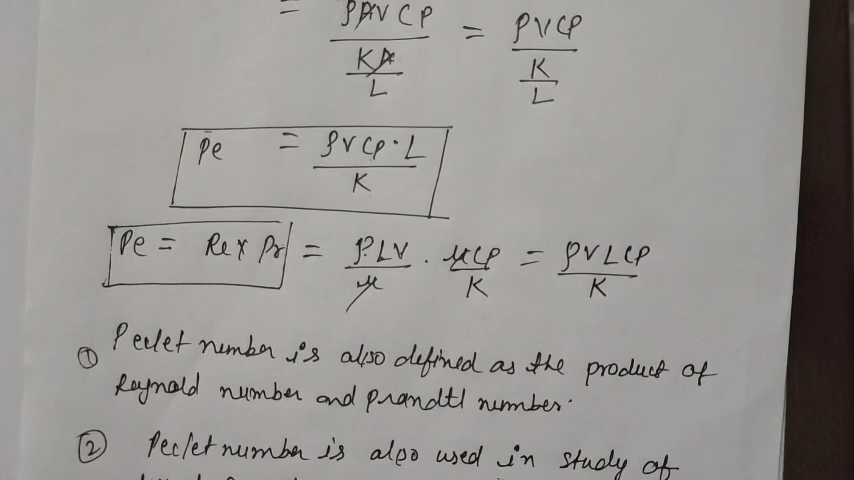 = ρAVCp / (KA/L) = ρVCp / (K/L)
Pe = ρVCp·L / K
Pe = Re x Pr = ρLV/μ . μCp/K = ρVLCp/K
① Peclet number is also defined as the product of
Reynold number and prandtl number.
② Peclet number is also used in study of